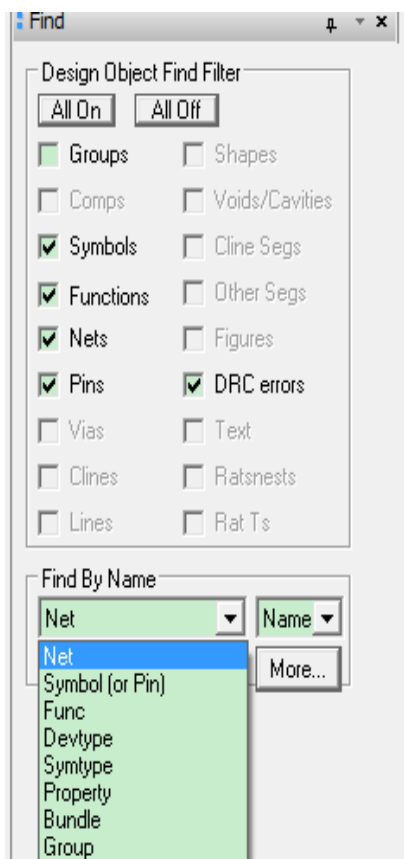 Find
Design Object Find Filter
All On All Off
Groups Shapes
Comps Voids/Cavities
Symbols Cline Segs
Functions Other Segs
Nets Figures
Pins DRC errors
Vias Text
Clines Ratsnests
Lines Rat Ts
Find By Name
Net Name
Net
More...
Symbol (or Pin)
Func
Devtype
Symtype
Property
Bundle
Group